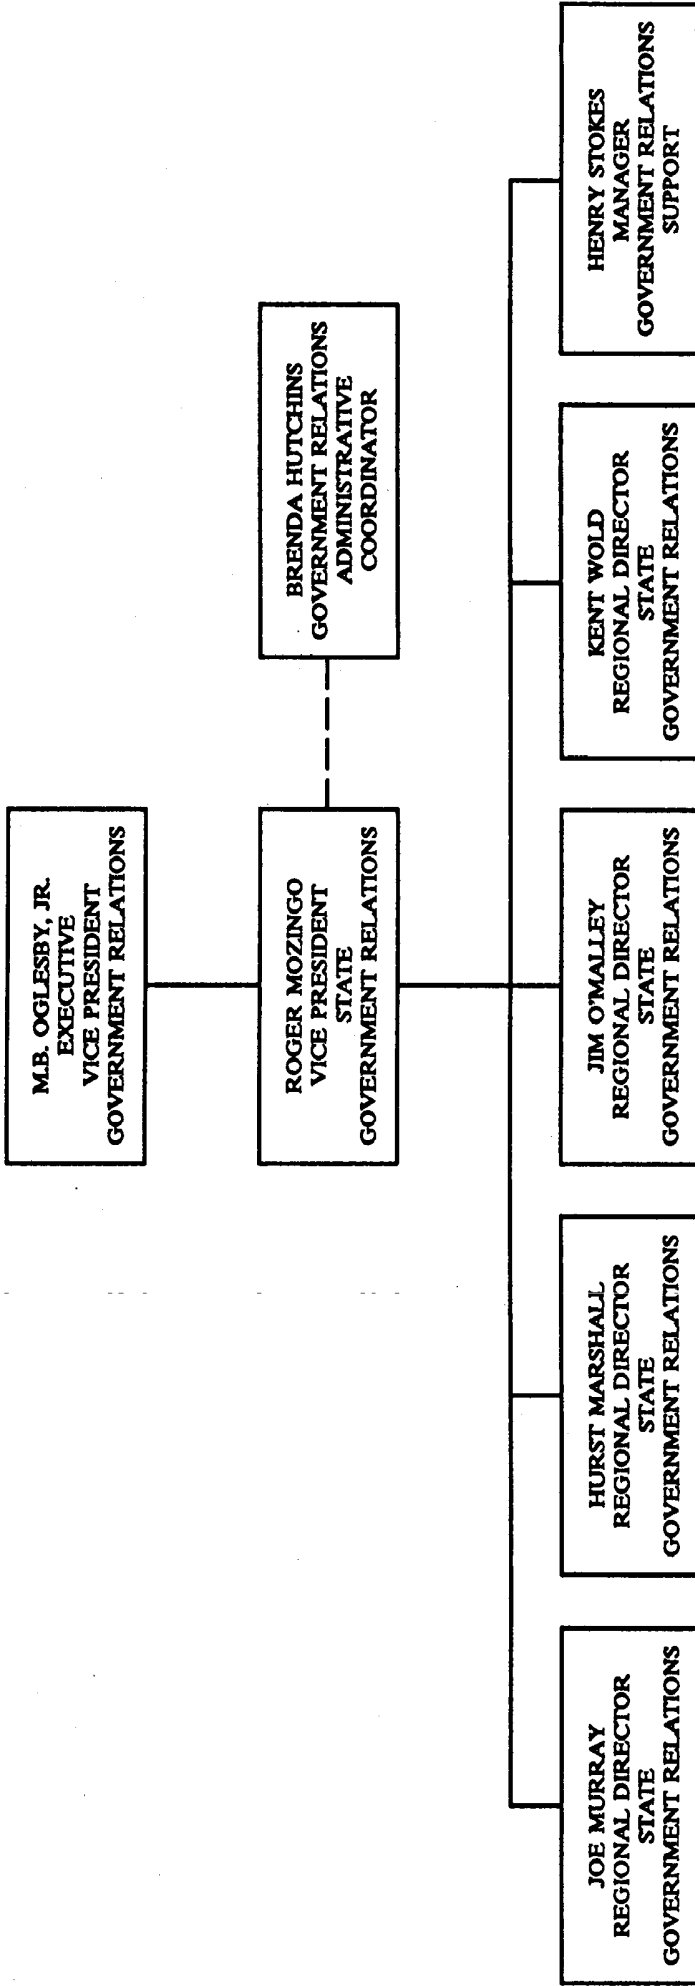 M.B. OGLESBY, JR.
EXECUTIVE
VICE PRESIDENT
GOVERNMENT RELATIONS
ROGER MOZINGO
VICE PRESIDENT
STATE
GOVERNMENT RELATIONS
BRENDA HUTCHINS
GOVERNMENT RELATIONS
ADMINISTRATIVE
COORDINATOR
JOE MURRAY
REGIONAL DIRECTOR
STATE
GOVERNMENT RELATIONS
HURST MARSHALL
REGIONAL DIRECTOR
STATE
GOVERNMENT RELATIONS
JIM O'MALLEY
REGIONAL DIRECTOR
STATE
GOVERNMENT RELATIONS
KENT WOLD
REGIONAL DIRECTOR
STATE
GOVERNMENT RELATIONS
HENRY STOKES
MANAGER
GOVERNMENT RELATIONS
SUPPORT